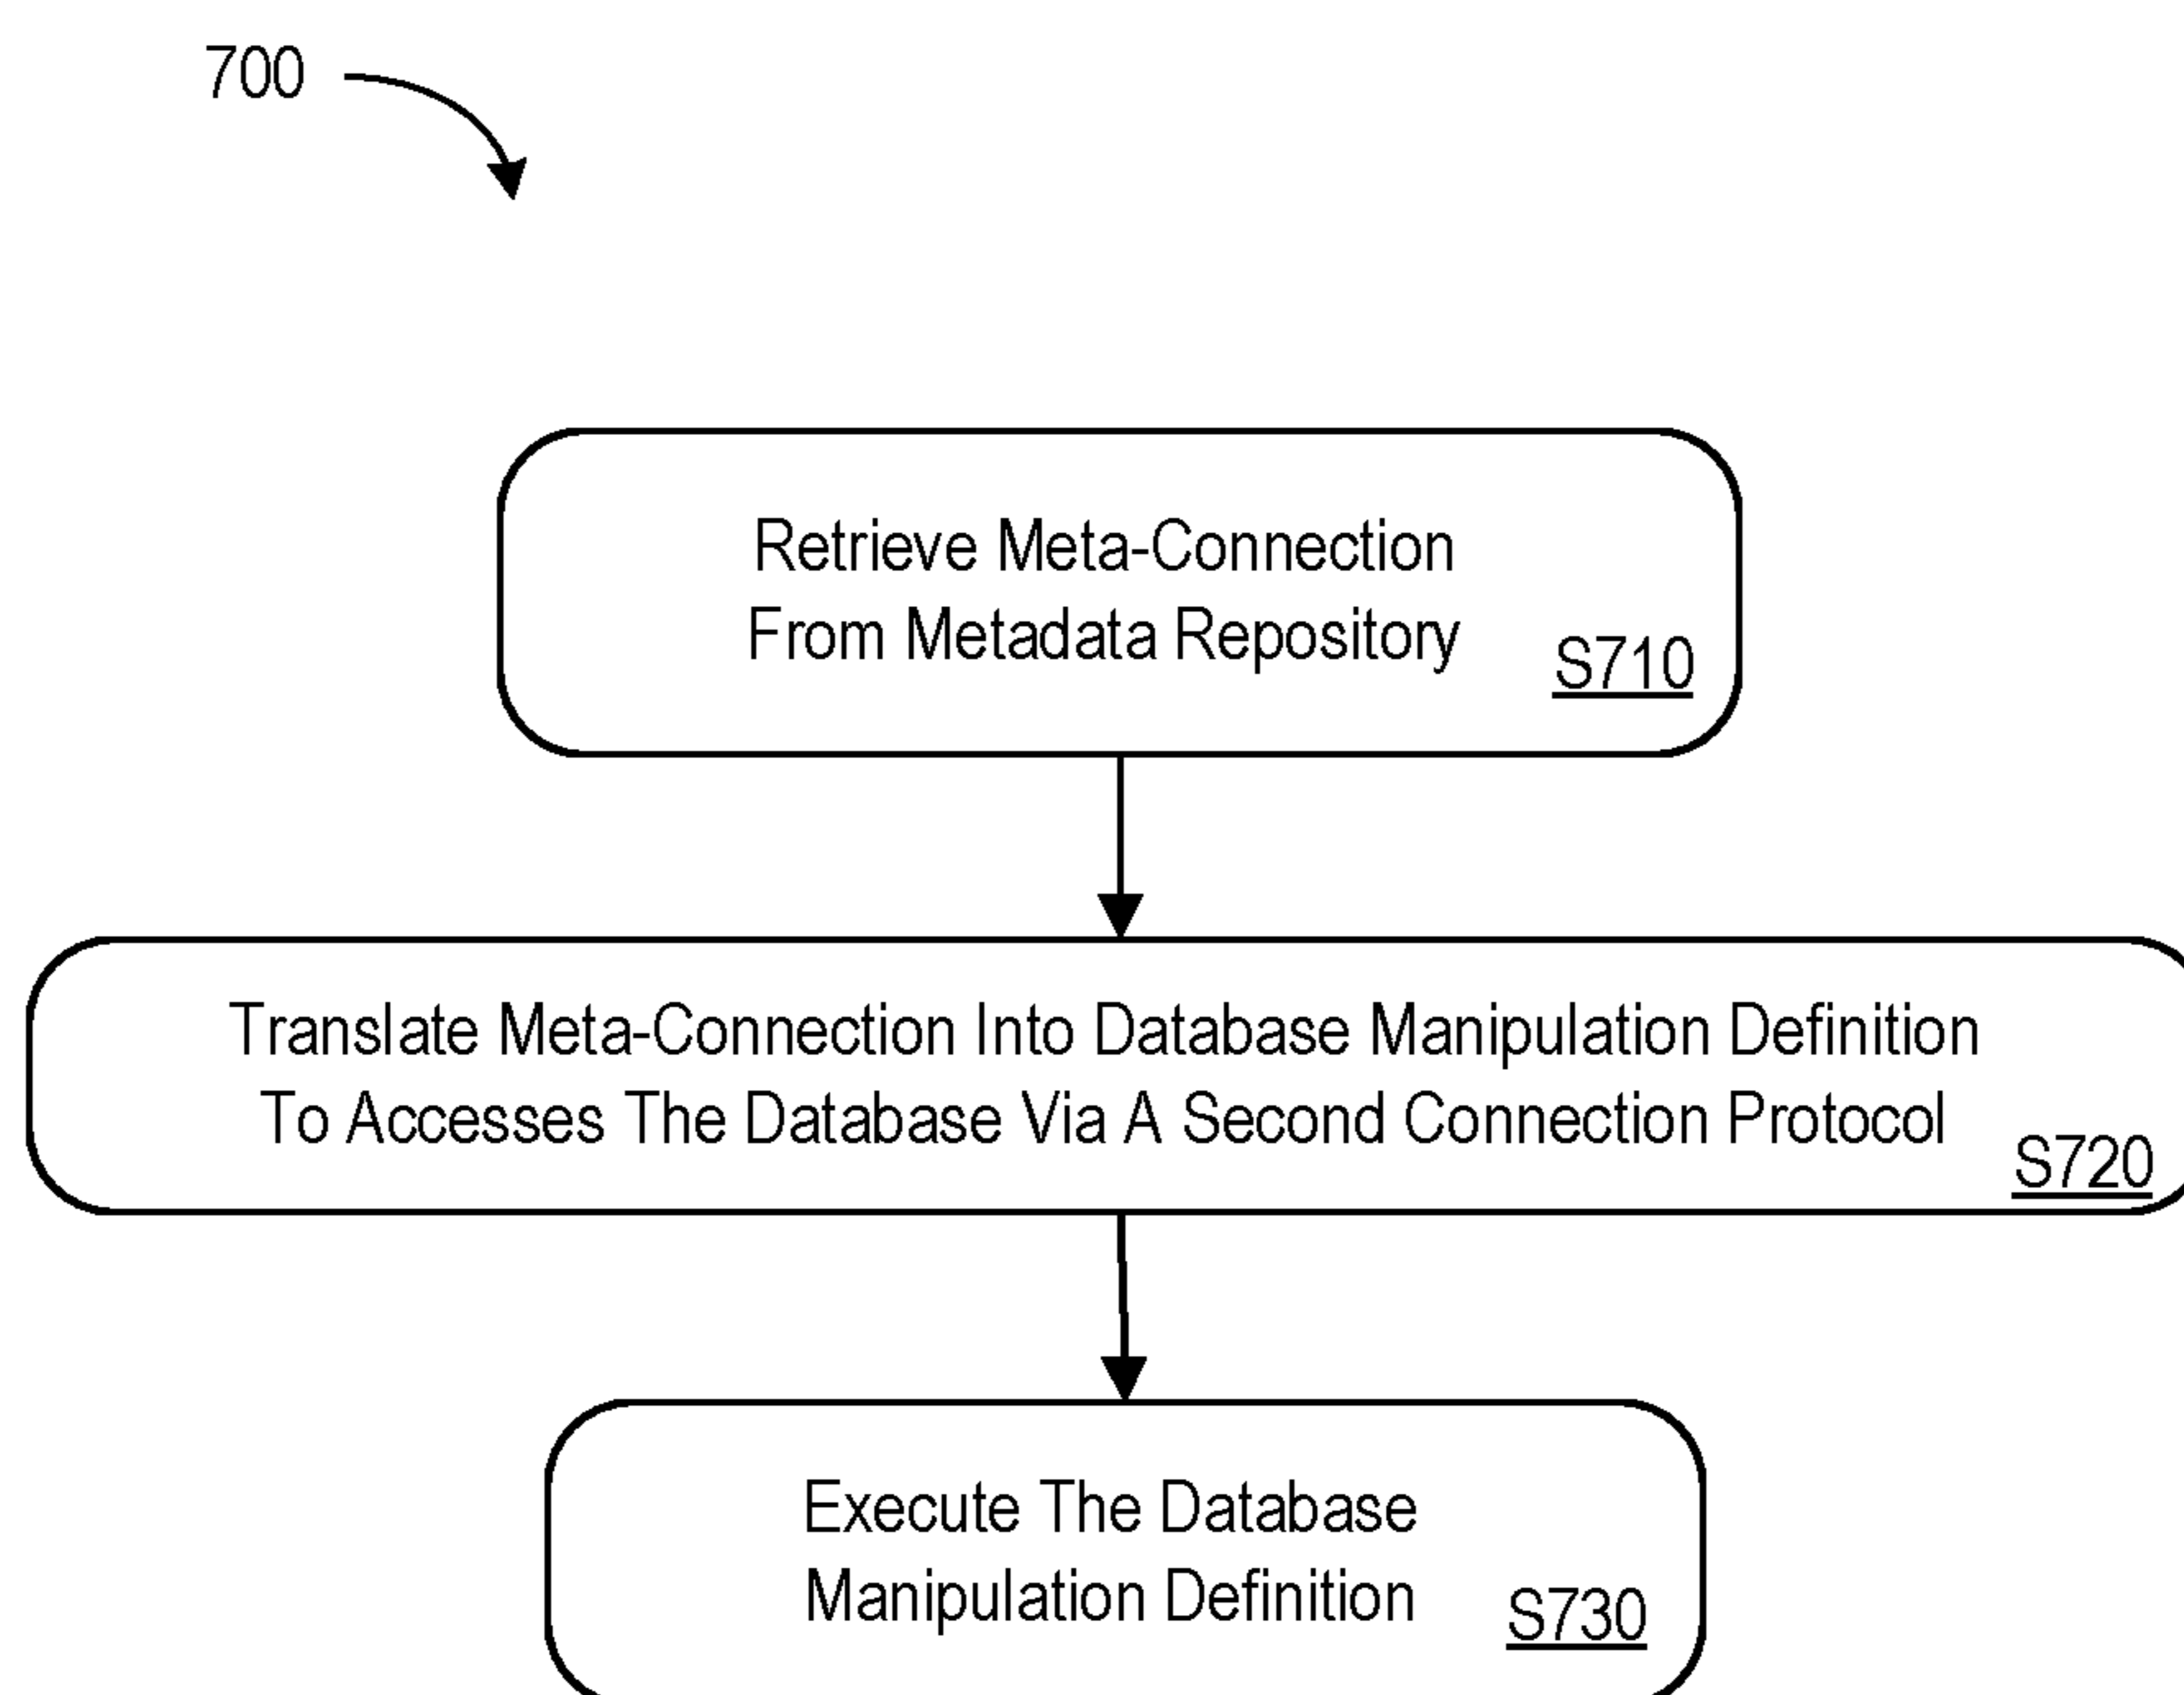 700
Retrieve Meta-Connection
From Metadata Repository
S710
Translate Meta-Connection Into Database Manipulation Definition
To Accesses The Database Via A Second Connection Protocol
S720
Execute The Database
Manipulation Definition
S730